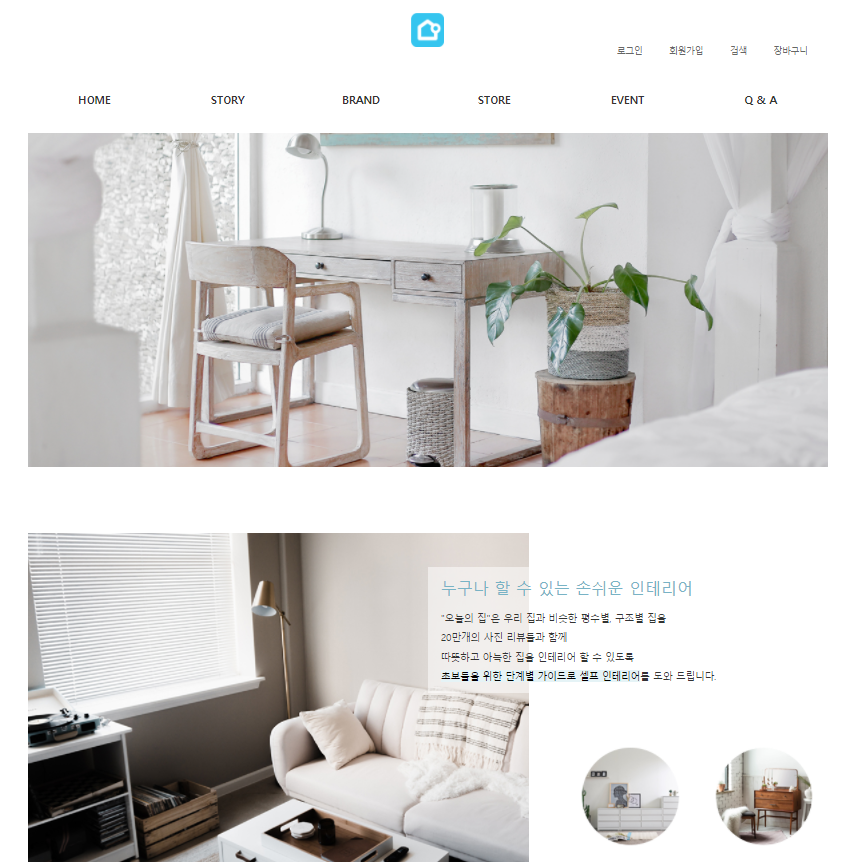 로그인 회원가입 검색 장바구니
HOME STORY BRAND STORE EVENT Q & A
누구나 할 수 있는 손쉬운 인테리어
"오늘의 집"은 우리 집과 비슷한 평수별, 구조별 집을
20만개의 사진 리뷰들과 함께
따뜻하고 아늑한 집을 인테리어 할 수 있도록
초보들을 위한 단계별 가이드로 셀프 인테리어를 도와 드립니다.